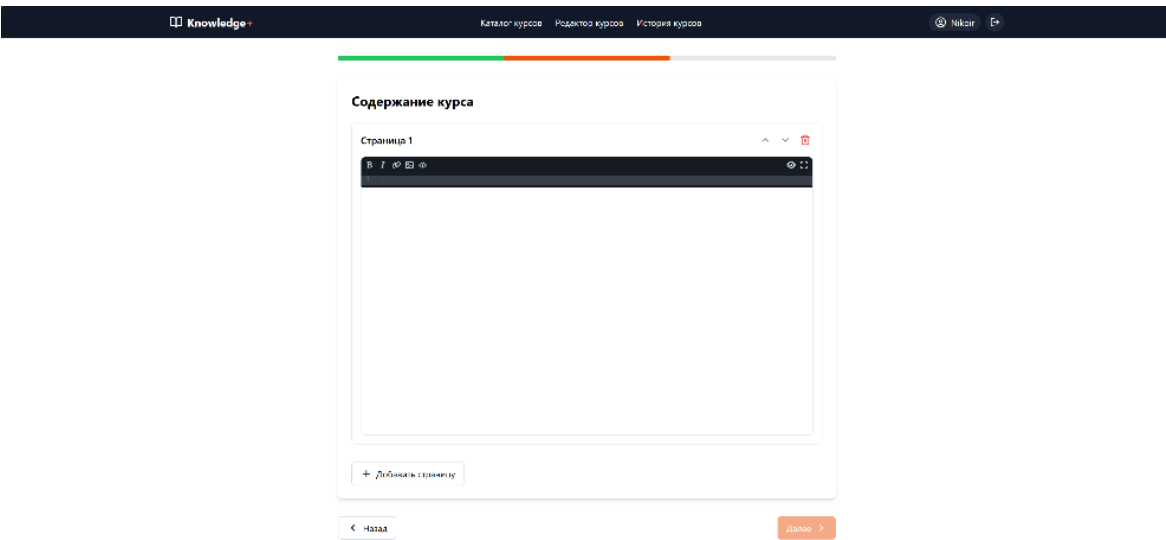 Knowledge+
Каталог курсов Редактор курсов История курсов
Nikoir
Содержание курса
Страница 1
B I
1
+ Добавить страницу
Назад
Далее